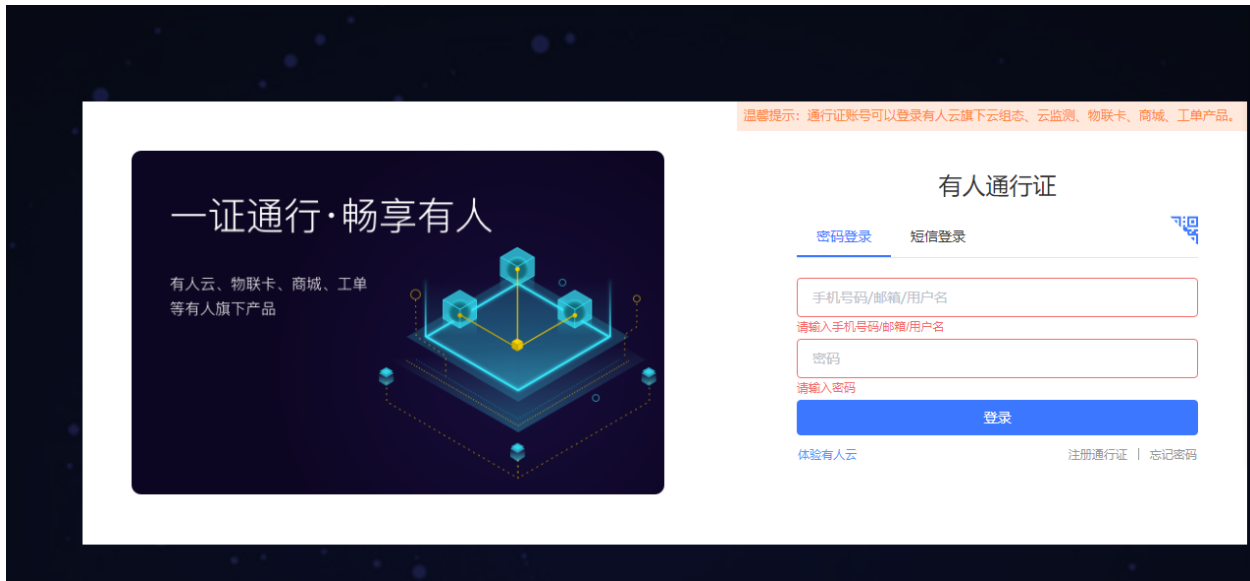 温馨提示：通行证账号可以登录有人云旗下云组态、云监测、物联卡、商城、工单产品。
一证通行·畅享有人
有人云、物联卡、商城、工单
等有人旗下产品
有人通行证
密码登录 短信登录
手机号码/邮箱/用户名
请输入手机号码/邮箱/用户名
密码
请输入密码
登录
体验有人云 注册通行证 | 忘记密码